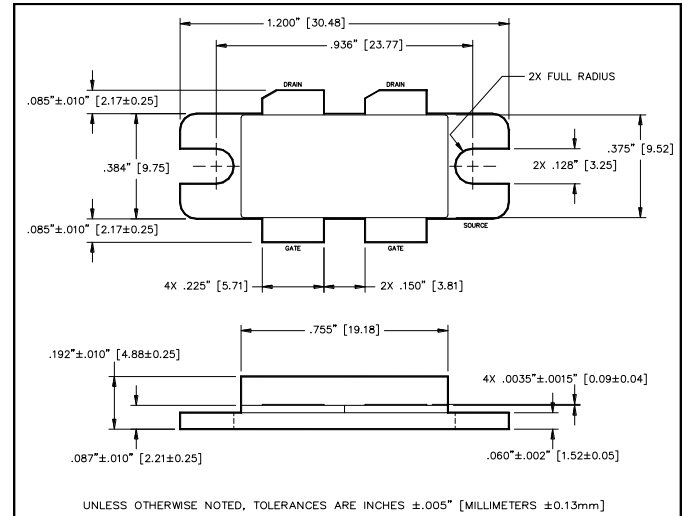 1.200" [30.48]
.936" [23.77]
DRAIN
DRAIN
2X FULL RADIUS
.085"±.010" [2.17±0.25]
.384" [9.75]
.375" [9.52]
2X .128" [3.25]
.085"±.010" [2.17±0.25]
SOURCE
GATE
GATE
4X .225" [5.71]
2X .150" [3.81]
.755" [19.18]
.192"±.010" [4.88±0.25]
4X .0035"±.0015" [0.09±0.04]
.087"±.010" [2.21±0.25]
.060"±.002" [1.52±0.05]
UNLESS OTHERWISE NOTED, TOLERANCES ARE INCHES ±.005" [MILLIMETERS ±0.13mm]